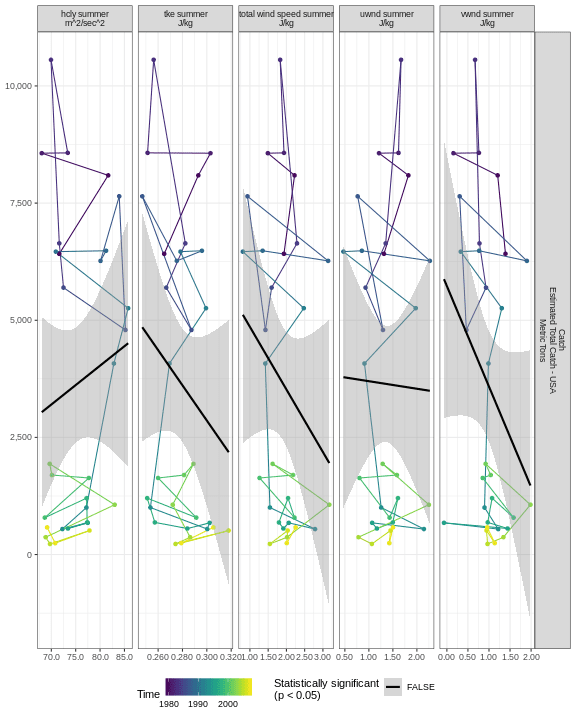 hcly summer
m^2/sec^2
tke summer
J/kg
total wind speed summer
J/kg
uwnd summer
J/kg
vwnd summer
J/kg
10,000
7,500
5,000
2,500
0
Catch
Estimated Total Catch - USA
Metric Tons
70.0 75.0 80.0 85.0
0.260 0.280 0.300 0.320
1.00 1.50 2.00 2.50 3.00
0.50 1.00 1.50 2.00
0.00 0.50 1.00 1.50 2.00
Time
1980 1990 2000
Statistically significant
(p < 0.05)
FALSE